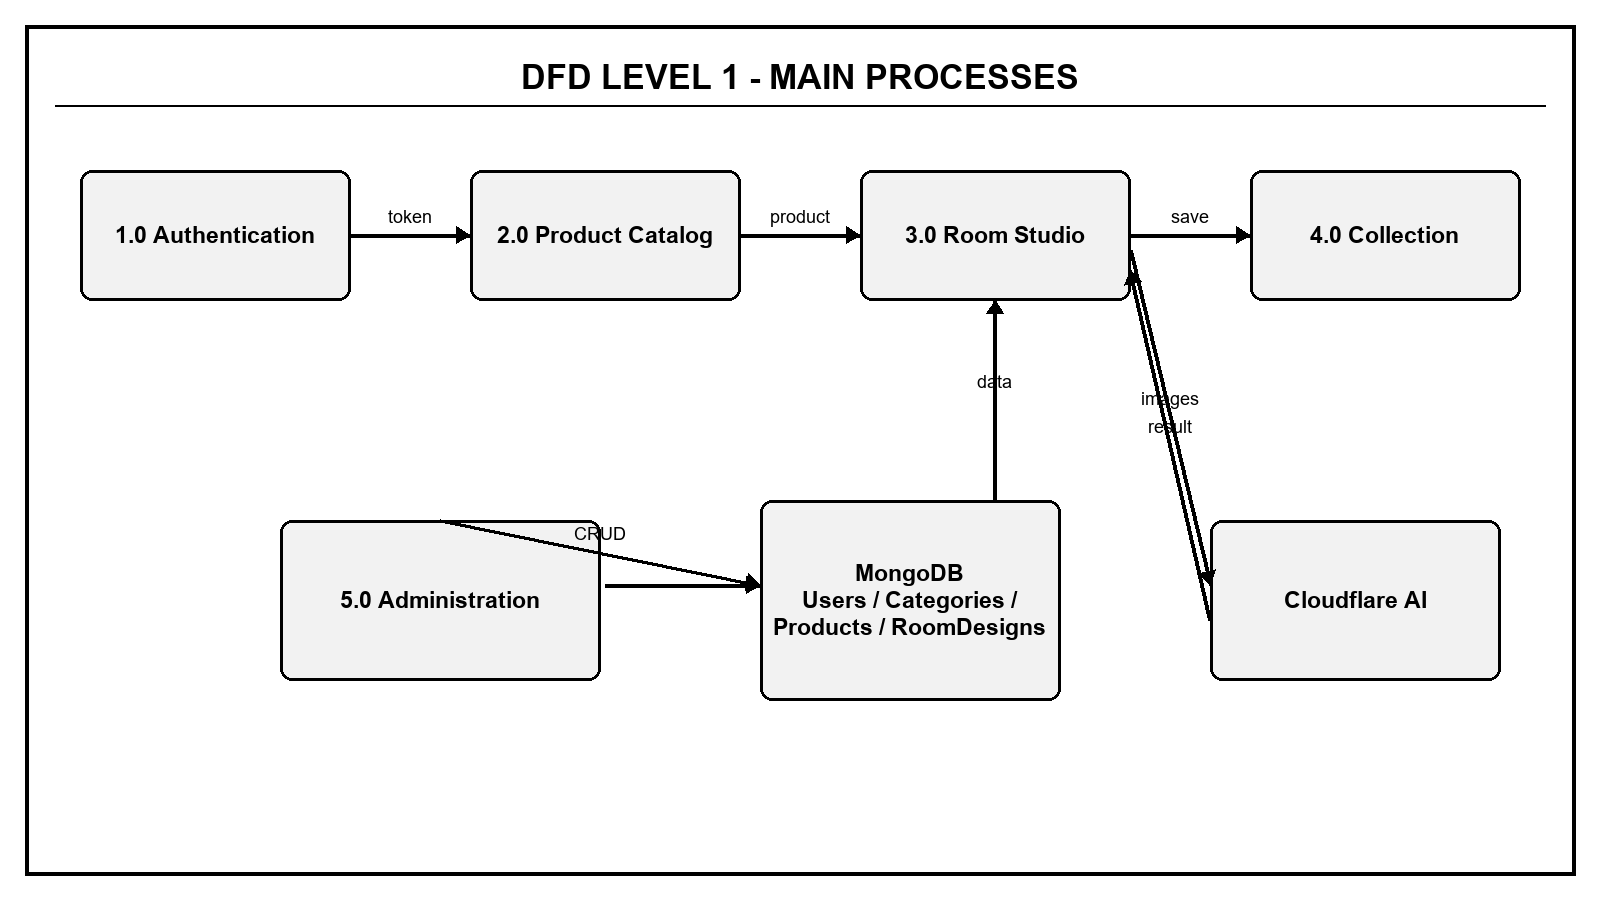 DFD LEVEL 1 - MAIN PROCESSES
1.0 Authentication
token
2.0 Product Catalog
product
3.0 Room Studio
save
4.0 Collection
data
images
result
CRUD
5.0 Administration
MongoDB
Users / Categories /
Products / RoomDesigns
Cloudflare AI